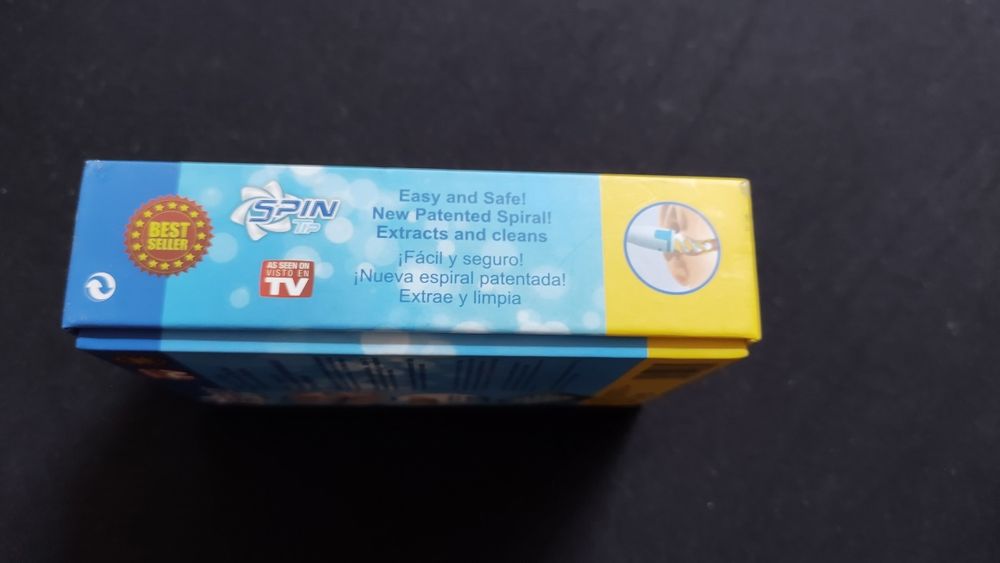 BEST
SELLER
SPIN
TIP
AS SEEN ON
VISTO EN
TV
Easy and Safe!
New Patented Spiral!
Extracts and cleans
¡Fácil y seguro!
¡Nueva espiral patentada!
Extrae y limpia